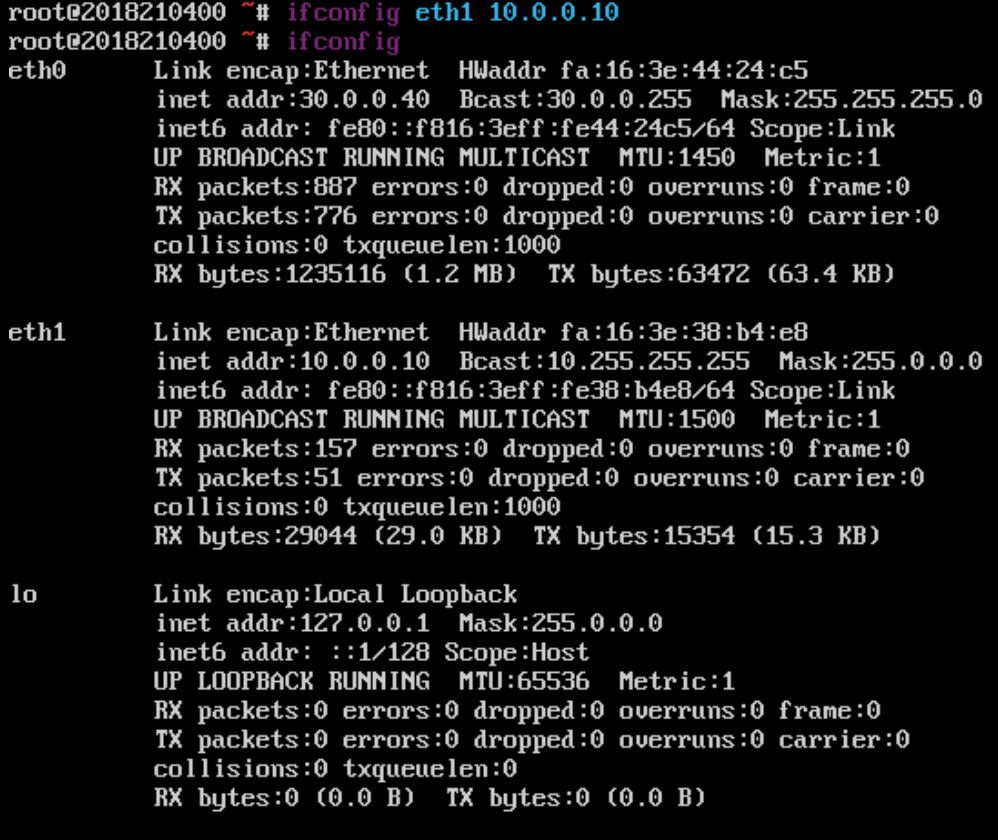 root@2018210400 ~# ifconfig eth1 10.0.0.10
root@2018210400 ~# ifconfig
eth0      Link encap:Ethernet  HWaddr fa:16:3e:44:24:c5
          inet addr:30.0.0.40  Bcast:30.0.0.255  Mask:255.255.255.0
          inet6 addr: fe80::f816:3eff:fe44:24c5/64 Scope:Link
          UP BROADCAST RUNNING MULTICAST  MTU:1450  Metric:1
          RX packets:887 errors:0 dropped:0 overruns:0 frame:0
          TX packets:776 errors:0 dropped:0 overruns:0 carrier:0
          collisions:0 txqueuelen:1000
          RX bytes:1235116 (1.2 MB)  TX bytes:63472 (63.4 KB)

eth1      Link encap:Ethernet  HWaddr fa:16:3e:38:b4:e8
          inet addr:10.0.0.10  Bcast:10.255.255.255  Mask:255.0.0.0
          inet6 addr: fe80::f816:3eff:fe38:b4e8/64 Scope:Link
          UP BROADCAST RUNNING MULTICAST  MTU:1500  Metric:1
          RX packets:157 errors:0 dropped:0 overruns:0 frame:0
          TX packets:51 errors:0 dropped:0 overruns:0 carrier:0
          collisions:0 txqueuelen:1000
          RX bytes:29044 (29.0 KB)  TX bytes:15354 (15.3 KB)

lo        Link encap:Local Loopback
          inet addr:127.0.0.1  Mask:255.0.0.0
          inet6 addr: ::1/128 Scope:Host
          UP LOOPBACK RUNNING  MTU:65536  Metric:1
          RX packets:0 errors:0 dropped:0 overruns:0 frame:0
          TX packets:0 errors:0 dropped:0 overruns:0 carrier:0
          collisions:0 txqueuelen:0
          RX bytes:0 (0.0 B)  TX bytes:0 (0.0 B)